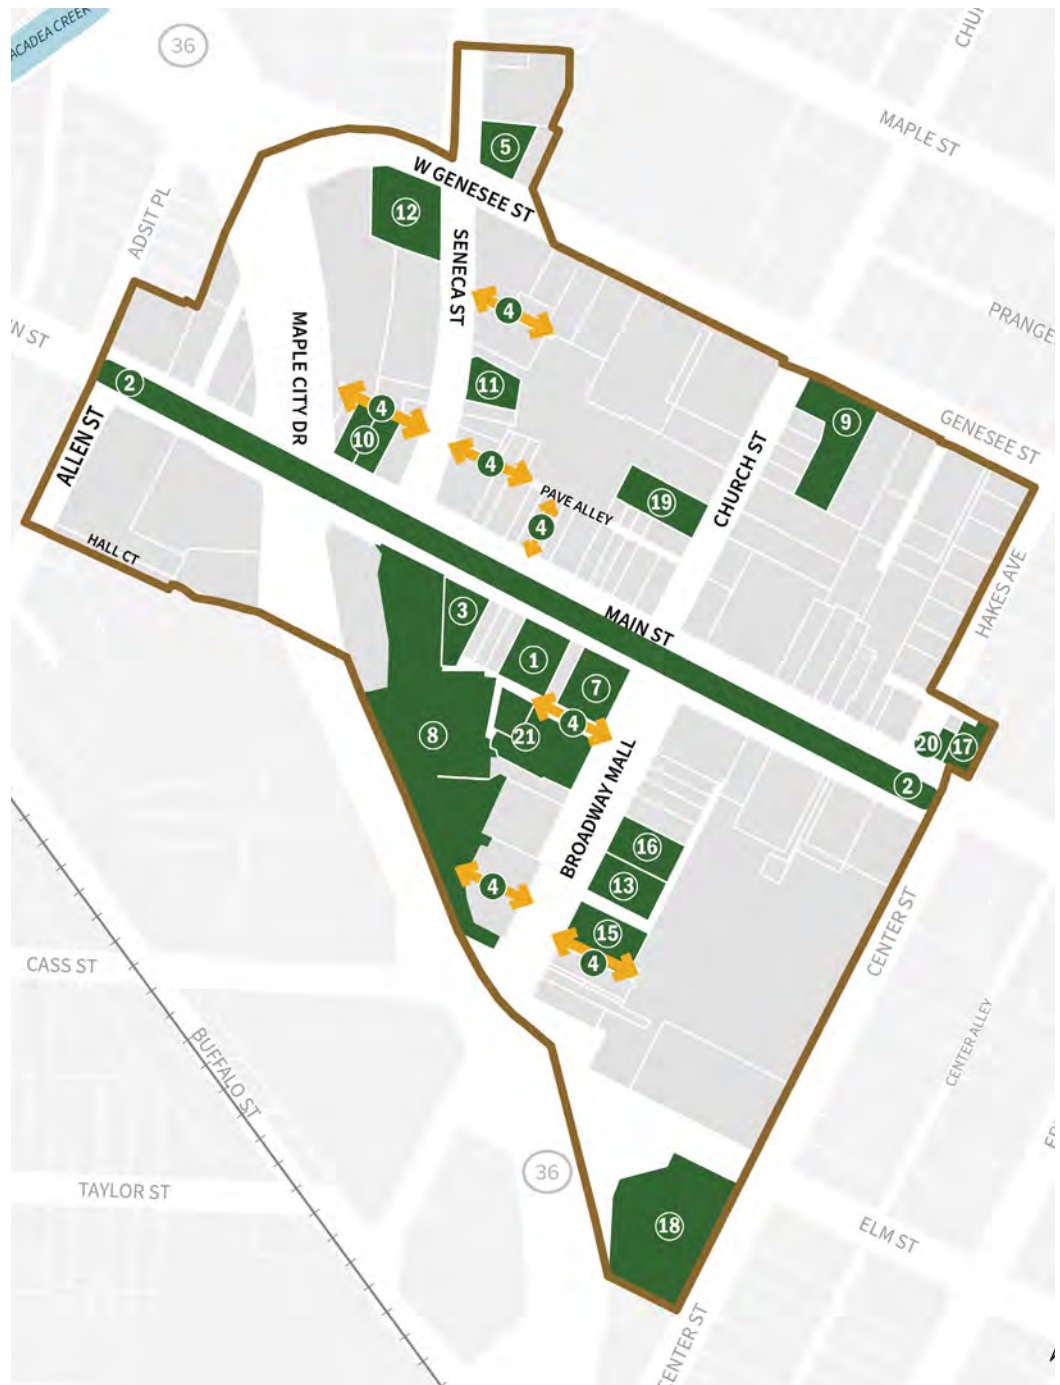 ACADEA CREEK
36
MAPLE ST
5
W GENESEE ST
12
ADSIT PL
SENECA ST
4
PRANGE
MAPLE CITY DR
N ST
2
11
4
9
GENESEE ST
ALLEN ST
10
CHURCH ST
4
PAVE ALLEY
19
4
HALL CT
HAKES AVE
3
MAIN ST
1
7
4
21
8
20
17
2
BROADWAY MALL
16
13
4
15
4
CENTER ST
CASS ST
CENTER ALLEY
BUFFALO ST
36
TAYLOR ST
18
ELM ST
ENTER ST